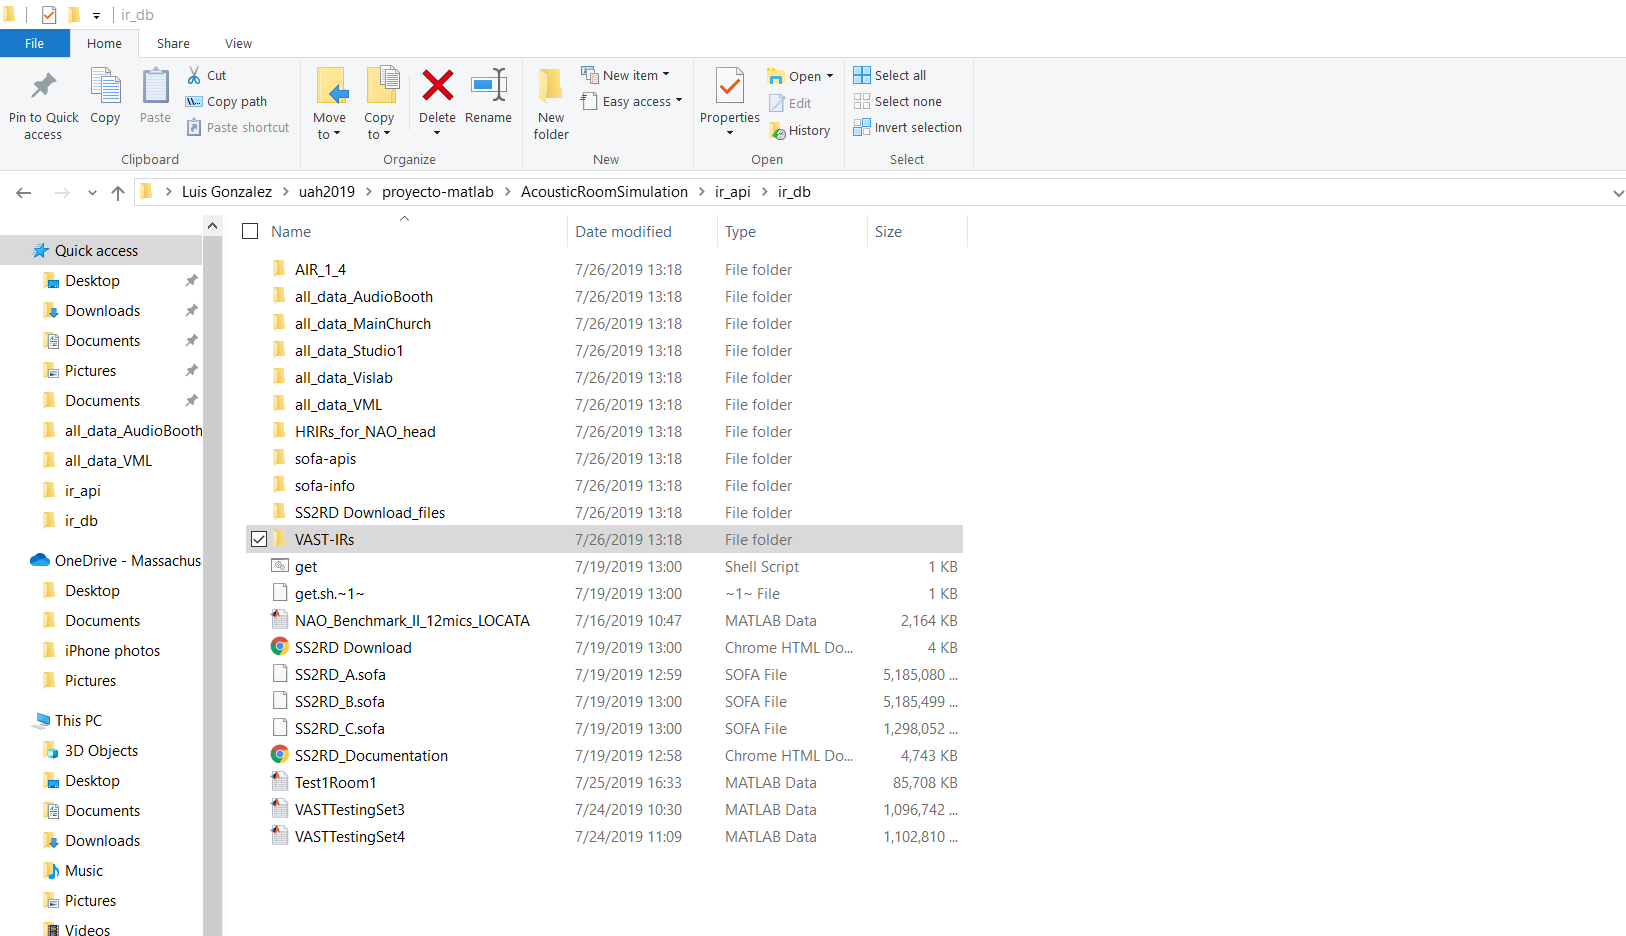 ir_db
File Home Share View
Pin to Quick access
Copy
Paste
Cut
Copy path
Paste shortcut
Clipboard
Move to
Copy to
Delete
Rename
Organize
New folder
New item
Easy access
New
Properties
Open
Edit
History
Open
Select all
Select none
Invert selection
Select
Luis Gonzalez > uah2019 > proyecto-matlab > AcousticRoomSimulation > ir_api > ir_db
Quick access
Desktop
Downloads
Documents
Pictures
Documents
all_data_AudioBooth
all_data_VML
ir_api
ir_db
OneDrive - Massachus
Desktop
Documents
iPhone photos
Pictures
This PC
3D Objects
Desktop
Documents
Downloads
Music
Pictures
Videos
Name Date modified Type Size
AIR_1_4 7/26/2019 13:18 File folder
all_data_AudioBooth 7/26/2019 13:18 File folder
all_data_MainChurch 7/26/2019 13:18 File folder
all_data_Studio1 7/26/2019 13:18 File folder
all_data_Vislab 7/26/2019 13:18 File folder
all_data_VML 7/26/2019 13:18 File folder
HRIRs_for_NAO_head 7/26/2019 13:18 File folder
sofa-apis 7/26/2019 13:18 File folder
sofa-info 7/26/2019 13:18 File folder
SS2RD Download_files 7/26/2019 13:18 File folder
VAST-IRs 7/26/2019 13:18 File folder
get 7/19/2019 13:00 Shell Script 1 KB
get.sh.~1~ 7/19/2019 13:00 ~1~ File 1 KB
NAO_Benchmark_II_12mics_LOCATA 7/16/2019 10:47 MATLAB Data 2,164 KB
SS2RD Download 7/19/2019 13:00 Chrome HTML Do... 4 KB
SS2RD_A.sofa 7/19/2019 12:59 SOFA File 5,185,080 ...
SS2RD_B.sofa 7/19/2019 13:00 SOFA File 5,185,499 ...
SS2RD_C.sofa 7/19/2019 13:00 SOFA File 1,298,052 ...
SS2RD_Documentation 7/19/2019 12:58 Chrome HTML Do... 4,743 KB
Test1Room1 7/25/2019 16:33 MATLAB Data 85,708 KB
VASTTestingSet3 7/24/2019 10:30 MATLAB Data 1,096,742 ...
VASTTestingSet4 7/24/2019 11:09 MATLAB Data 1,102,810 ...